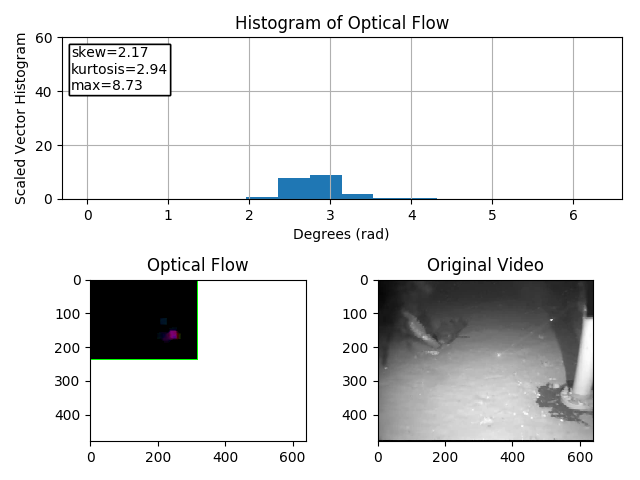 Histogram of Optical Flow
Scaled Vector Histogram
60
40
20
0
skew=2.17
kurtosis=2.94
max=8.73
0 1 2 3 4 5 6
Degrees (rad)
Optical Flow
0
100
200
300
400
0 200 400 600
Original Video
0
100
200
300
400
0 200 400 600